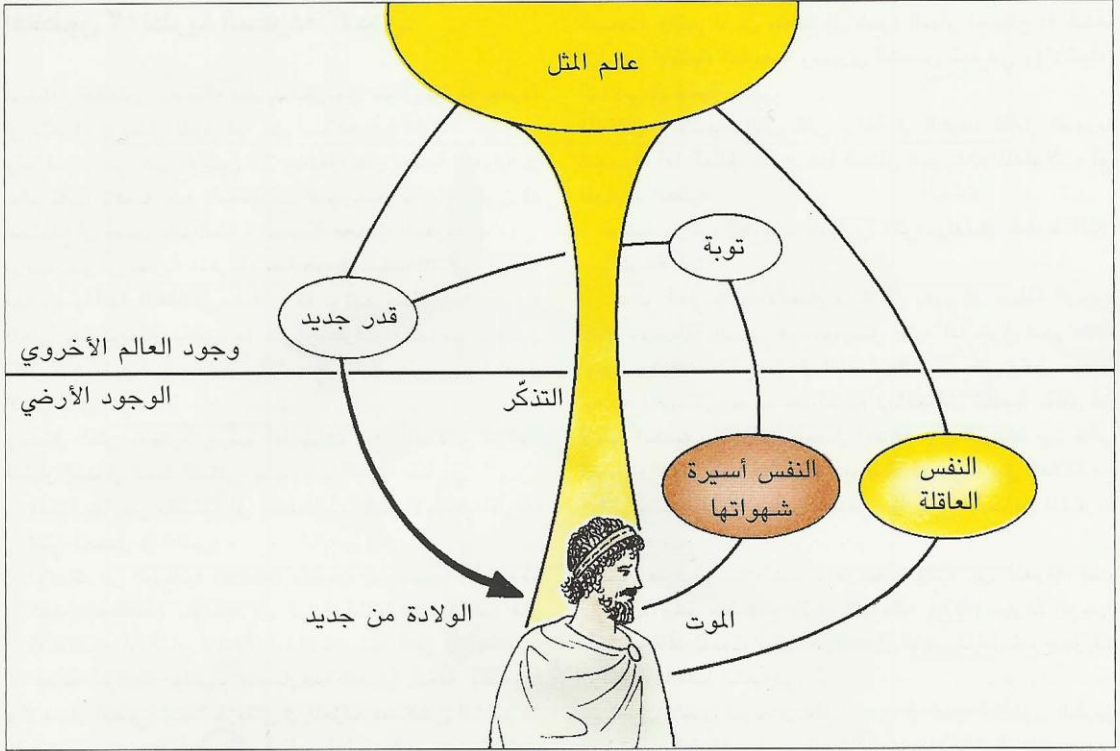 عالم المثل
توبة
قدر جديد
وجود العالم الأخروي
الوجود الأرضي
التذكّر
النفس أسيرة
شهواتها
النفس
العاقلة
الولادة من جديد
الموت